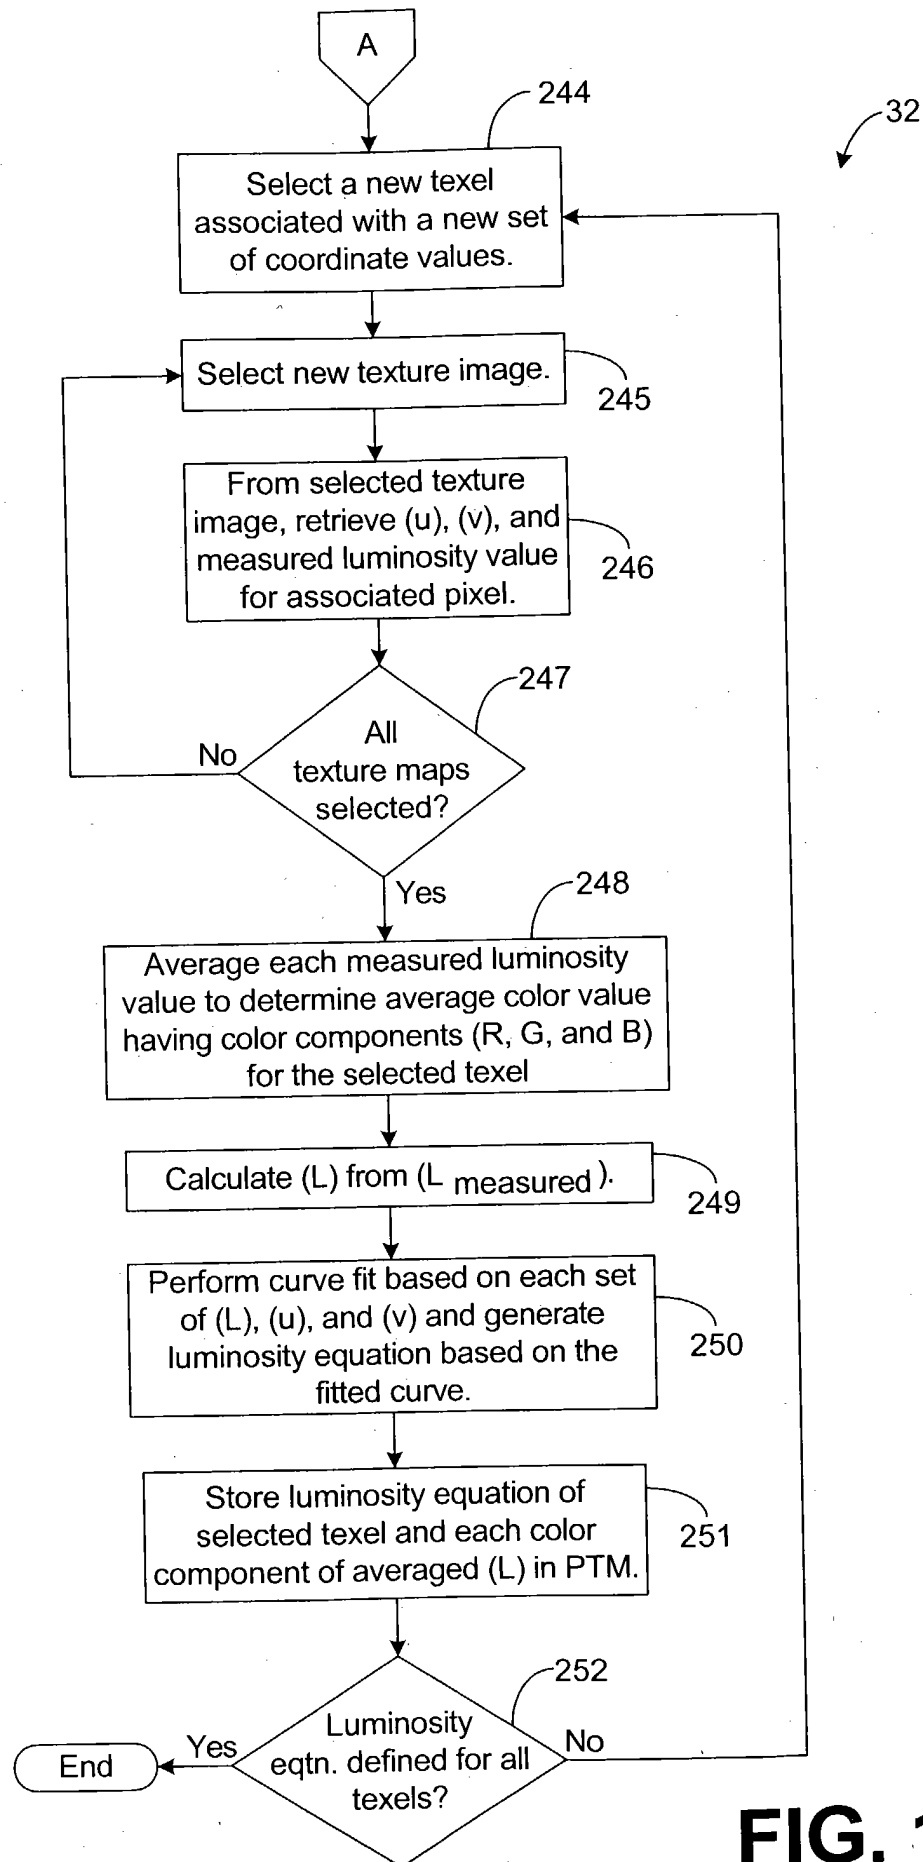 A
244
32
Select a new texel
associated with a new set
of coordinate values.
Select new texture image.
245
From selected texture
image, retrieve (u), (v), and
measured luminosity value
for associated pixel.
246
247
All
texture maps
selected?
No
Yes
248
Average each measured luminosity
value to determine average color value
having color components (R, G, and B)
for the selected texel
Calculate (L) from (L measured).
249
Perform curve fit based on each set
of (L), (u), and (v) and generate
luminosity equation based on the
fitted curve.
250
Store luminosity equation of
selected texel and each color
component of averaged (L) in PTM.
251
252
Luminosity
eqtn. defined for all
texels?
Yes
No
End
FIG.